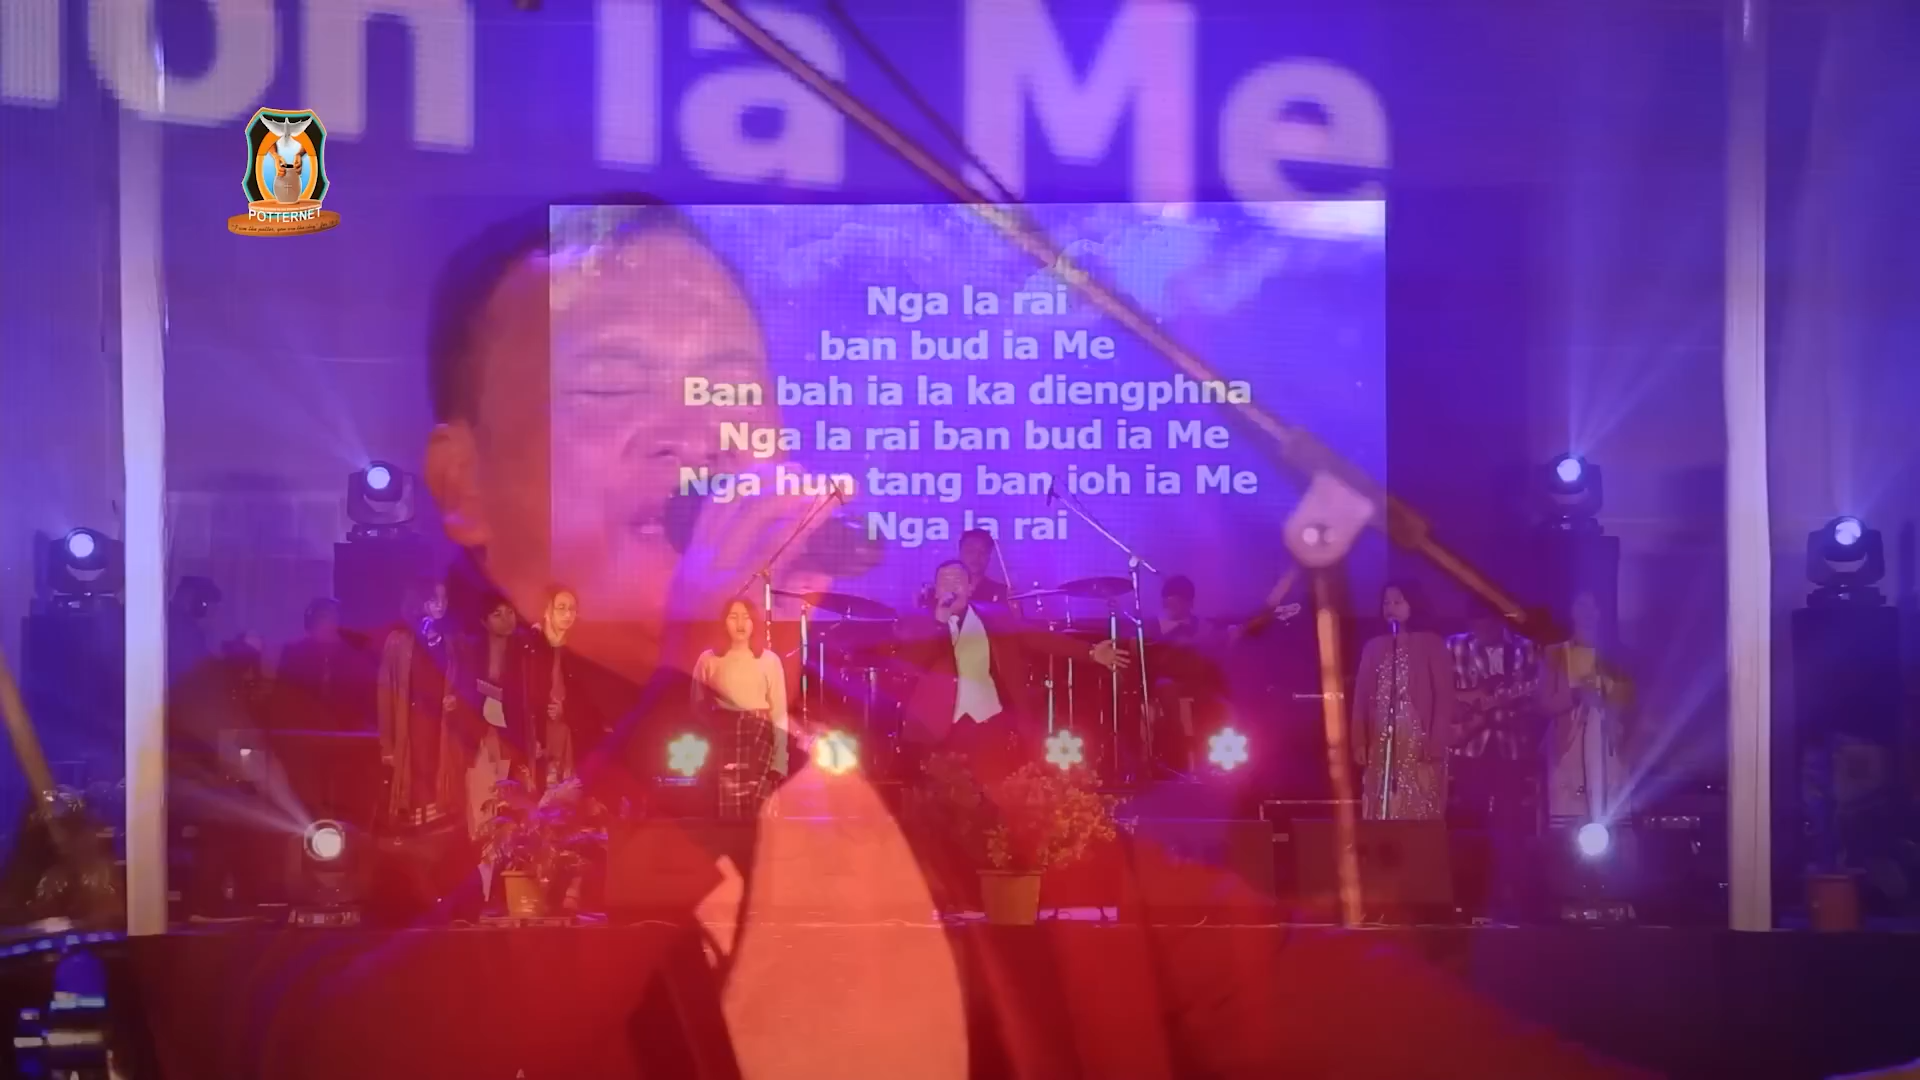 ioh ia Me
POTTERNET
Nga la rai
ban bud ia Me
Ban bah ia la ka diengphna
Nga la rai ban bud ia Me
Nga hun tang ban ioh ia Me
Nga la rai